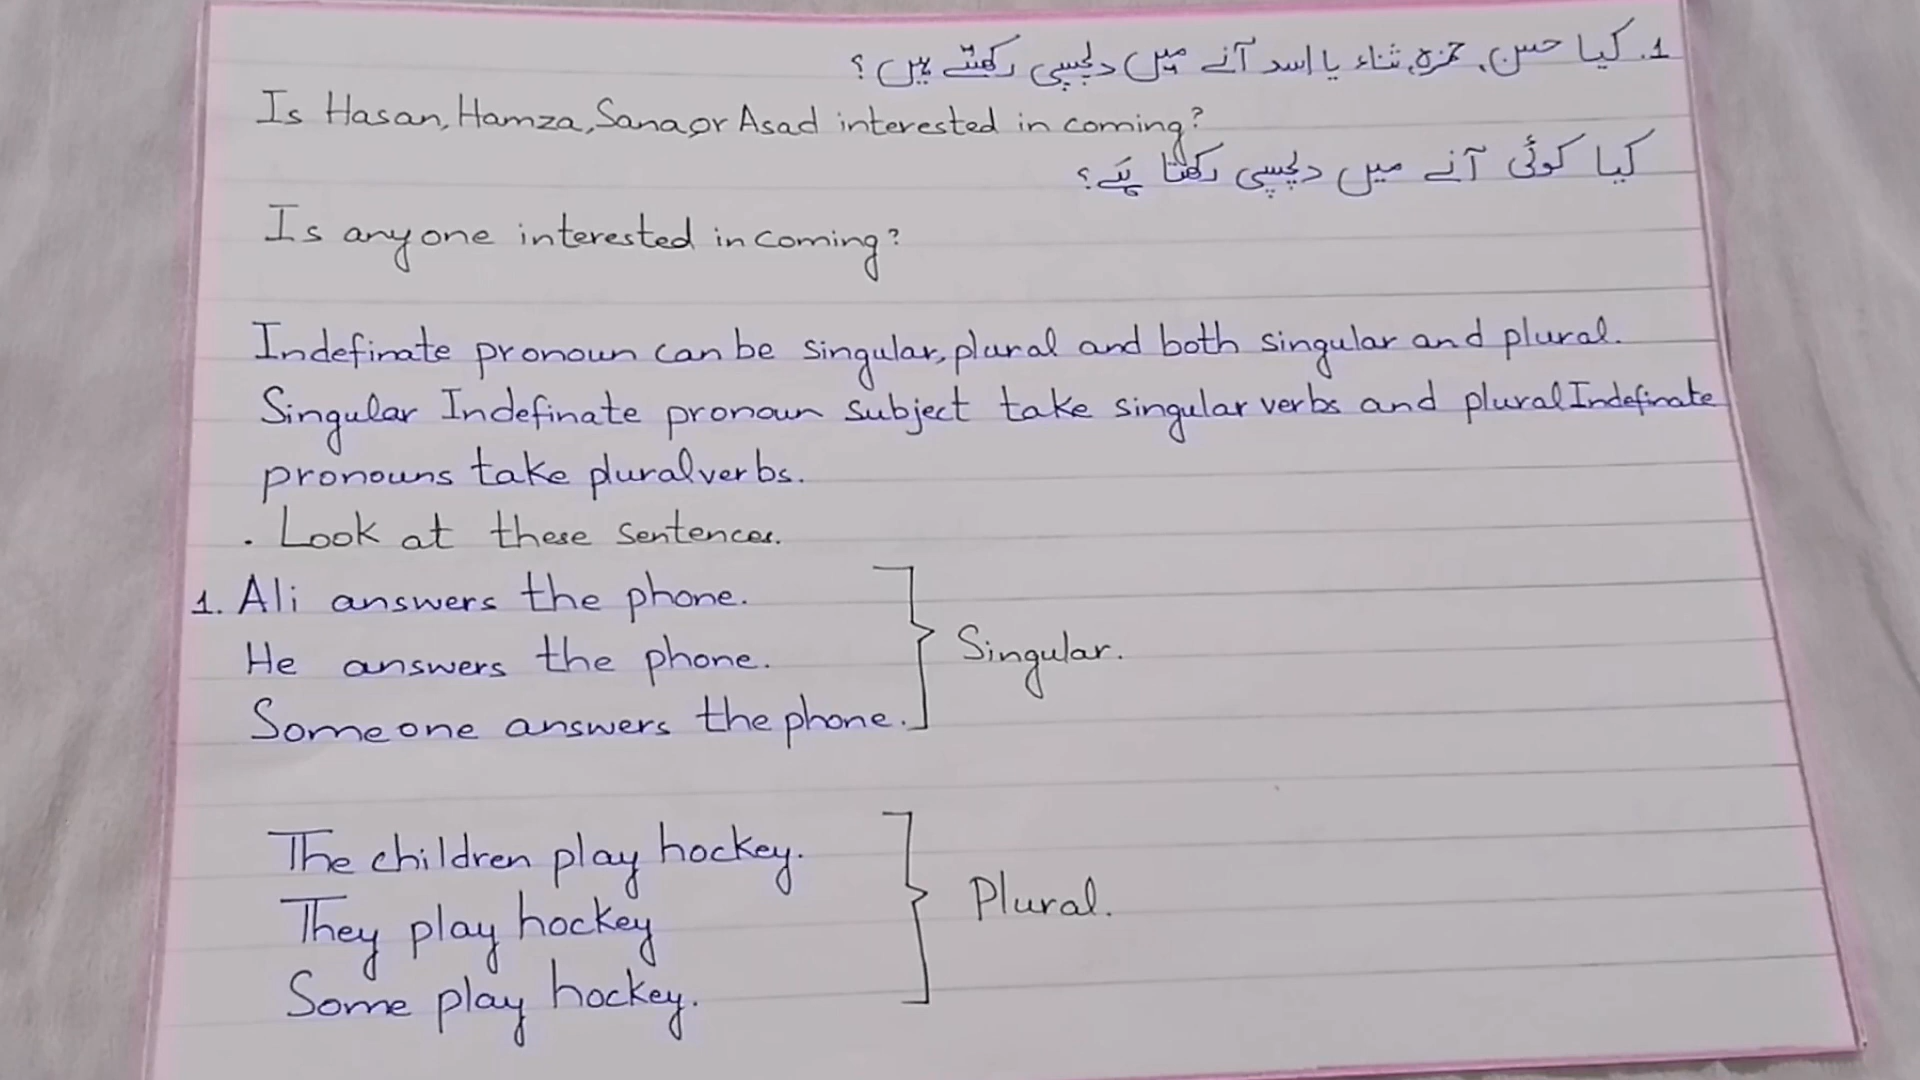 1. کیا حسن، حمزہ، ثناء یا اسد آنے میں دلچسپی رکھتے ہیں؟
Is Hasan, Hamza, Sana or Asad interested in coming?
کیا کوئی آنے میں دلچسپی رکھتا ہے؟
Is anyone interested in coming?
Indefinate pronoun can be singular, plural and both singular and plural.
Singular Indefinate pronoun subject take singular verbs and plural Indefinate
pronouns take plural verbs.
. Look at these sentences.
1. Ali answers the phone.
He answers the phone.
Singular.
Someone answers the phone.
The children play hockey.
They play hockey
Plural.
Some play hockey.